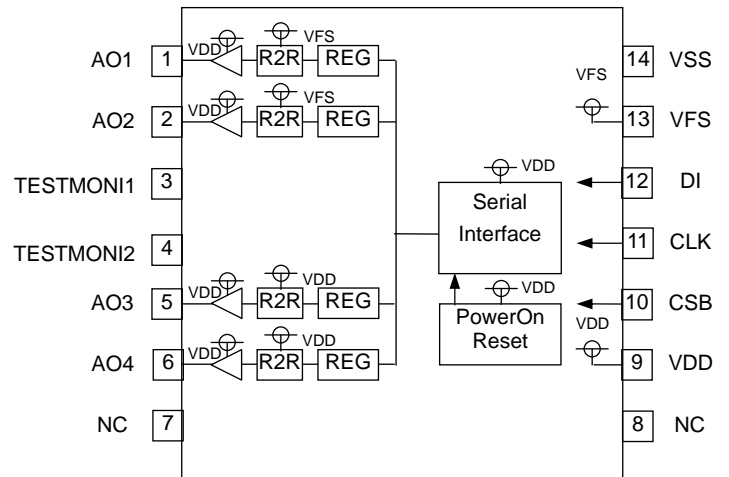 AO1 1 VDD R2R VFS REG
AO2 2 VDD R2R VFS REG
TESTMONI1 3
TESTMONI2 4
AO3 5 VDD R2R VDD REG
AO4 6 VDD R2R VDD REG
NC 7
VDD
Serial
Interface
VDD
PowerOn
Reset
14 VSS
VFS
13 VFS
12 DI
11 CLK
10 CSB
VDD
9 VDD
8 NC